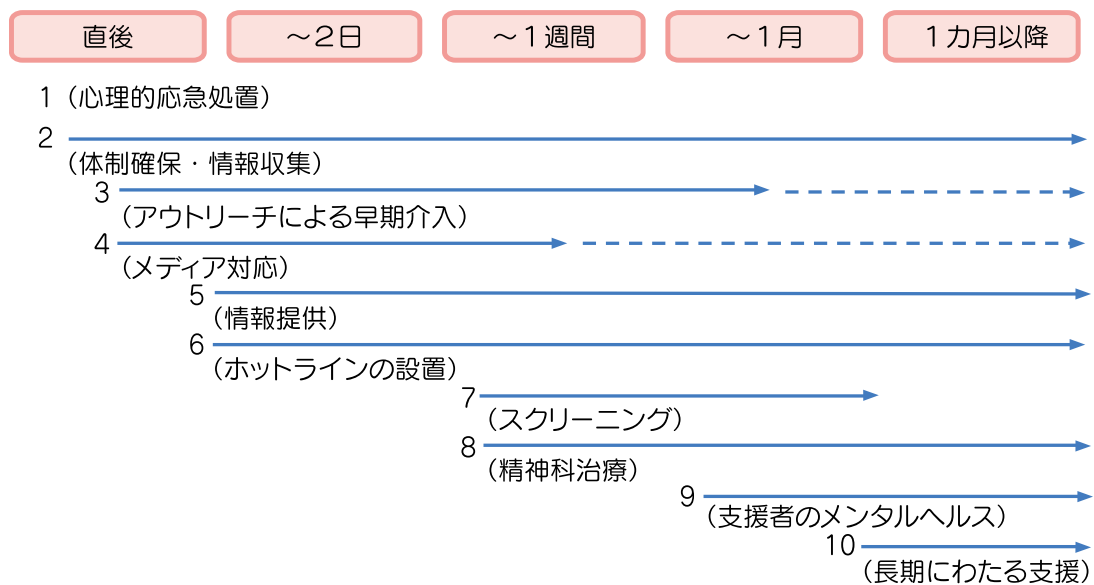 直後
～２日
～１週間
～１月
１カ月以降
1（心理的応急処置）
2
（体制確保・情報収集）
3
（アウトリーチによる早期介入）
4
（メディア対応）
5
（情報提供）
6
（ホットラインの設置）
7
（スクリーニング）
8
（精神科治療）
9
（支援者のメンタルヘルス）
10
（長期にわたる支援）